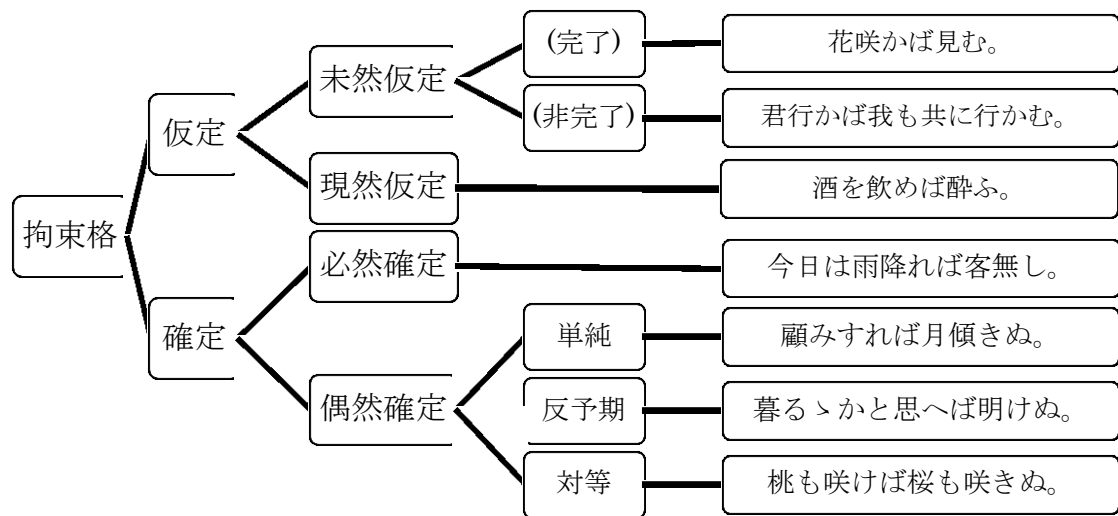 拘束格
仮定
未然仮定
(完了)
花咲かば見む。
(非完了)
君行かば我も共に行かむ。
現然仮定
酒を飲めば酔ふ。
確定
必然確定
今日は雨降れば客無し。
偶然確定
単純
顧みすれば月傾きぬ。
反予期
暮るゝかと思へば明けぬ。
対等
桃も咲けば桜も咲きぬ。